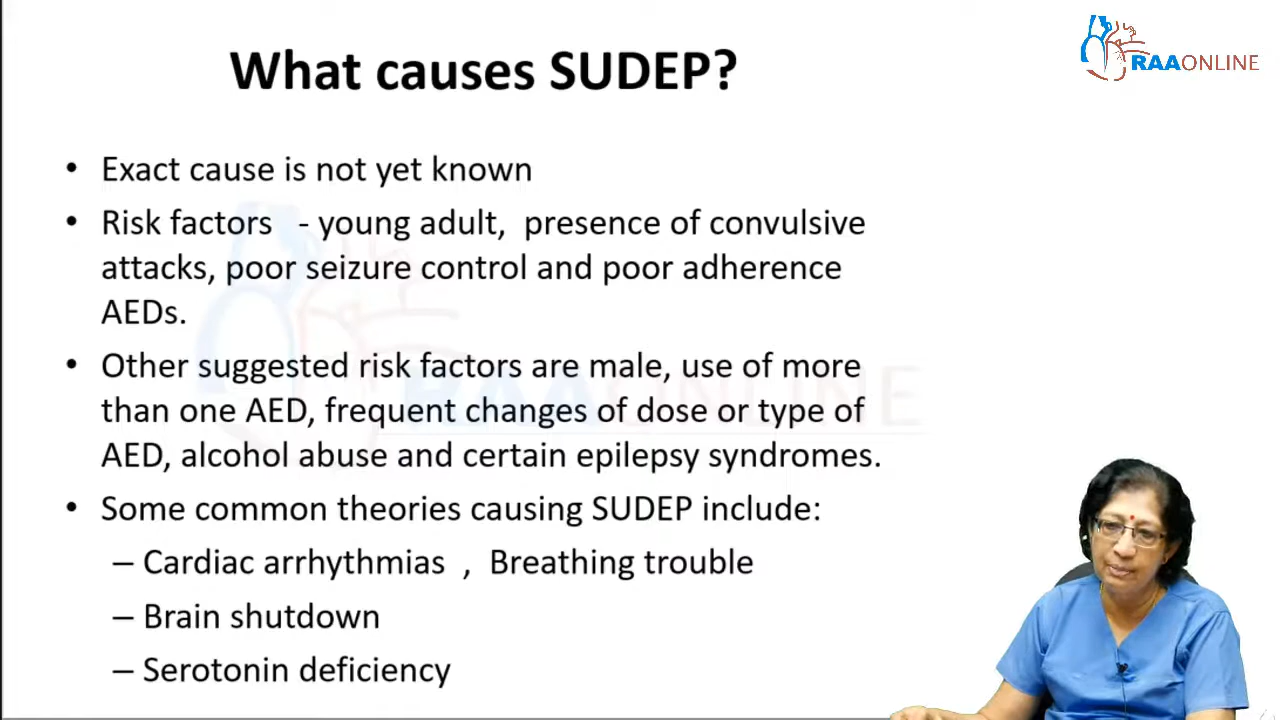 What causes SUDEP?
RAAONLINE
• Exact cause is not yet known
• Risk factors - young adult, presence of convulsive
attacks, poor seizure control and poor adherence
AEDs.
• Other suggested risk factors are male, use of more
than one AED, frequent changes of dose or type of
AED, alcohol abuse and certain epilepsy syndromes.
• Some common theories causing SUDEP include:
– Cardiac arrhythmias , Breathing trouble
– Brain shutdown
– Serotonin deficiency
RAAONLINE